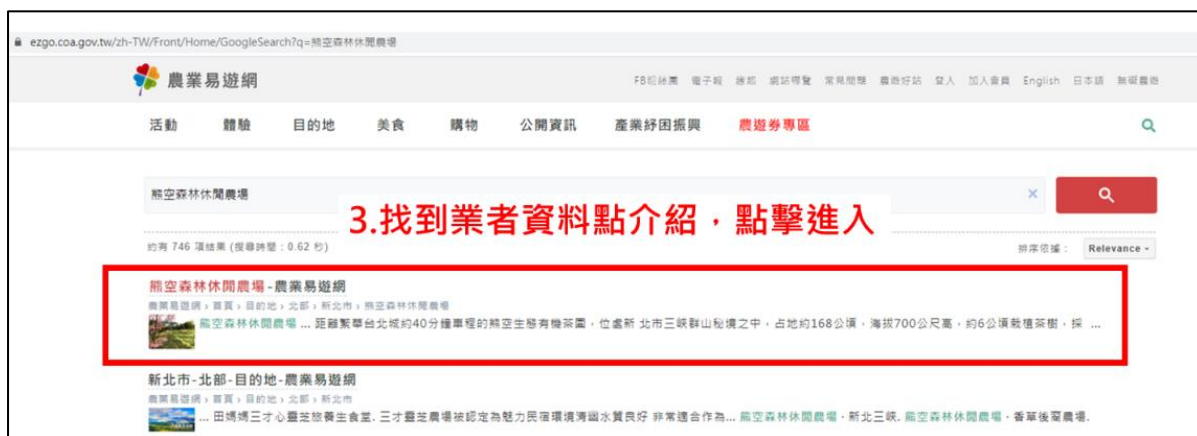 ezgo.coa.gov.tw/zh-TW/Front/Home/GoogleSearch?q=熊空森林休閒農場
農業易遊網
FB粉絲團 電子報 網站導覽 常見問題 農遊好站 登入 加入會員 English 日本語 無礙農遊
活動 體驗 目的地 美食 購物 公開資訊 產業紓困振興 農遊券專區
熊空森林休閒農場
3.找到業者資料點介紹,點擊進入
約有 746 項結果 (搜尋時間:0.62 秒)
排序依據: Relevance
熊空森林休閒農場-農業易遊網
農業易遊網 › 首頁 › 目的地 › 北部 › 新北市 › 熊空森林休閒農場
熊空森林休閒農場 ... 距離繁華台北城約40分鐘車程的熊空生態有機茶園,位處新 北市三峽群山秘境之中,占地約168公頃,海拔700公尺高,約6公頃栽植茶樹,採 ...
新北市-北部-目的地-農業易遊網
農業易遊網 › 首頁 › 目的地 › 北部 › 新北市
... 田媽媽三才心靈芝旅養生食堂. 三才靈芝農場被認定為魅力民宿環境清幽水質良好 非常適合作為... 熊空森林休閒農場 · 新北三峽. 熊空森林休閒農場 · 香草後花園農場.